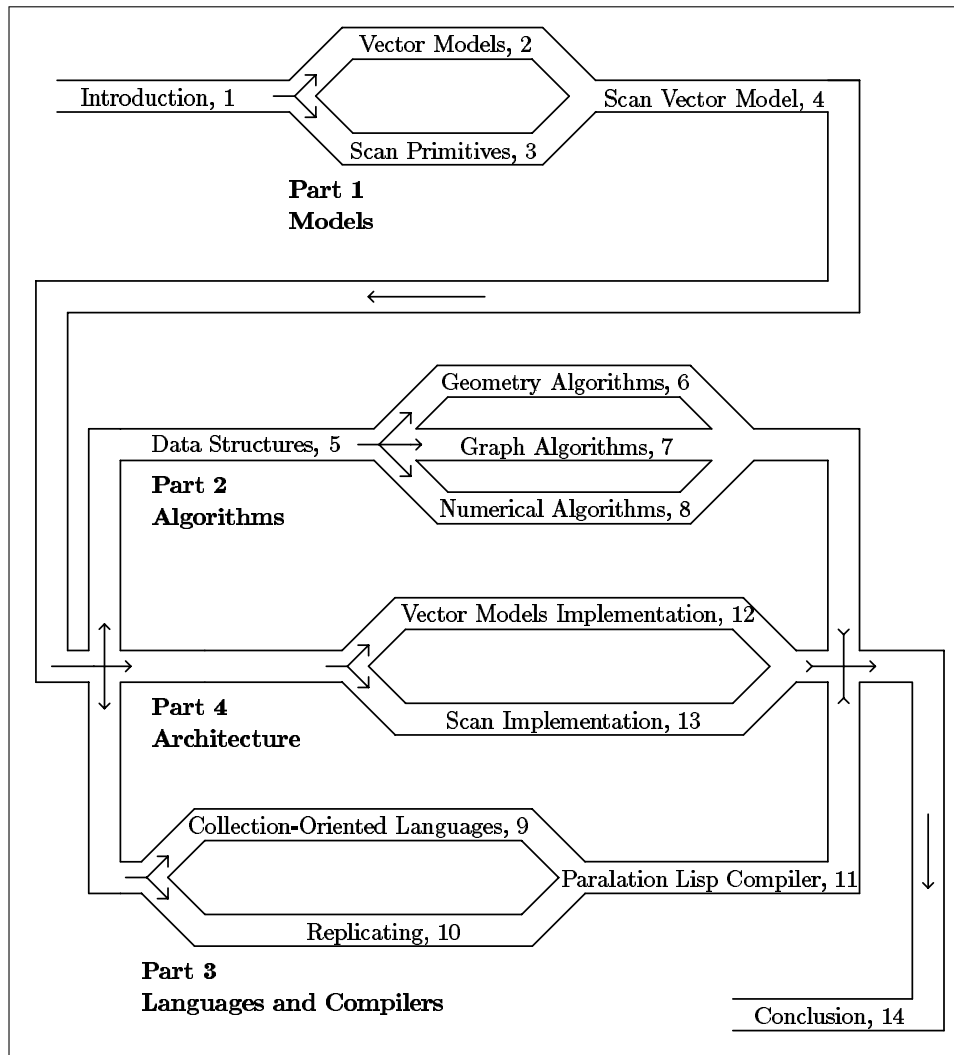 Vector Models, 2
Introduction, 1
Scan Vector Model, 4
Scan Primitives, 3
Part 1
Models
Geometry Algorithms, 6
Data Structures, 5
Graph Algorithms, 7
Part 2
Algorithms
Numerical Algorithms, 8
Vector Models Implementation, 12
Part 4
Architecture
Scan Implementation, 13
Collection-Oriented Languages, 9
Paralation Lisp Compiler, 11
Replicating, 10
Part 3
Languages and Compilers
Conclusion, 14